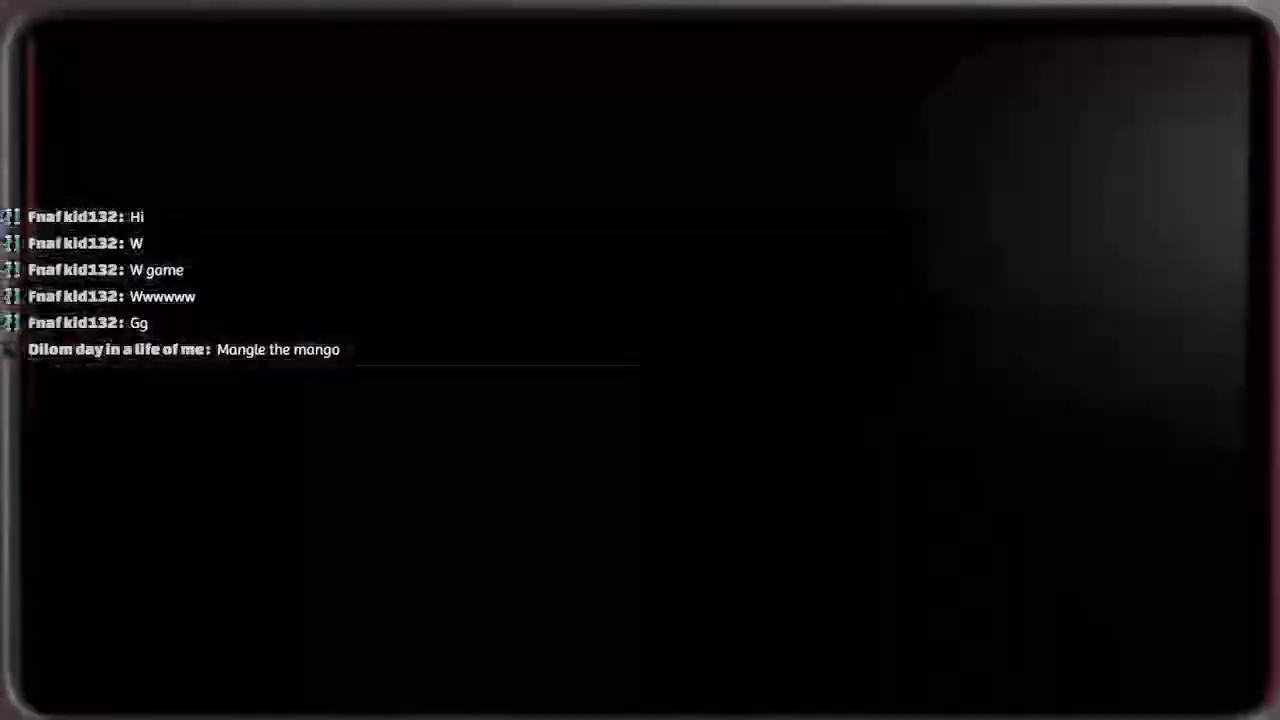 Fnaf kid132: Hi
Fnaf kid132: W
Fnaf kid132: W game
Fnaf kid132: Wwwwww
Fnaf kid132: Gg
Dilom day in a life of me: Mangle the mango